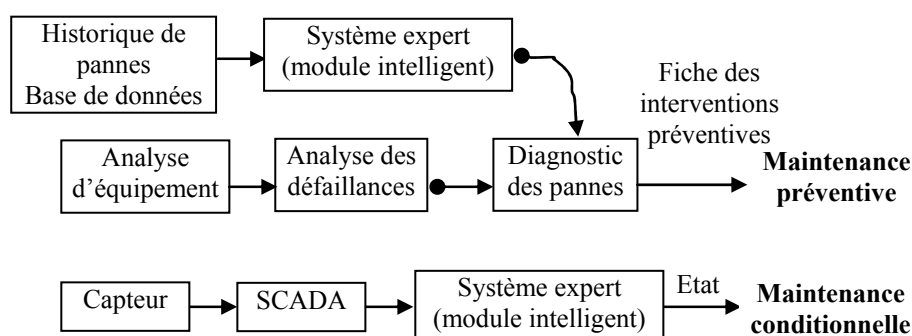 Historique de
pannes
Base de données
Système expert
(module intelligent)
Fiche des
interventions
préventives
Analyse
d’équipement
Analyse des
défaillances
Diagnostic
des pannes
Maintenance
préventive
Capteur
SCADA
Système expert
(module intelligent)
Etat
Maintenance
conditionnelle